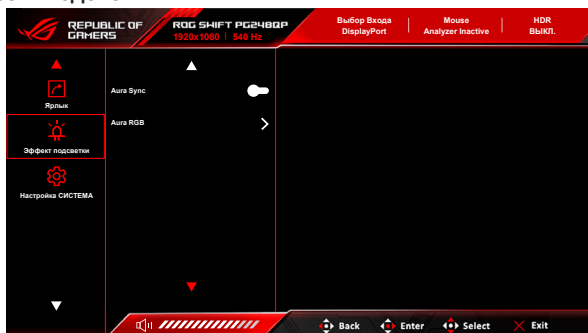 REPUBLIC OF
GAMERS
ROG SWIFT PG248QP
1920x1080 | 540 Hz
Выбор Входа
DisplayPort
Mouse
Analyzer Inactive
HDR
ВЫКЛ.
Ярлык
Эффект подсветки
Настройка СИСТЕМА
Aura Sync
Aura RGB
Back
Enter
Select
Exit